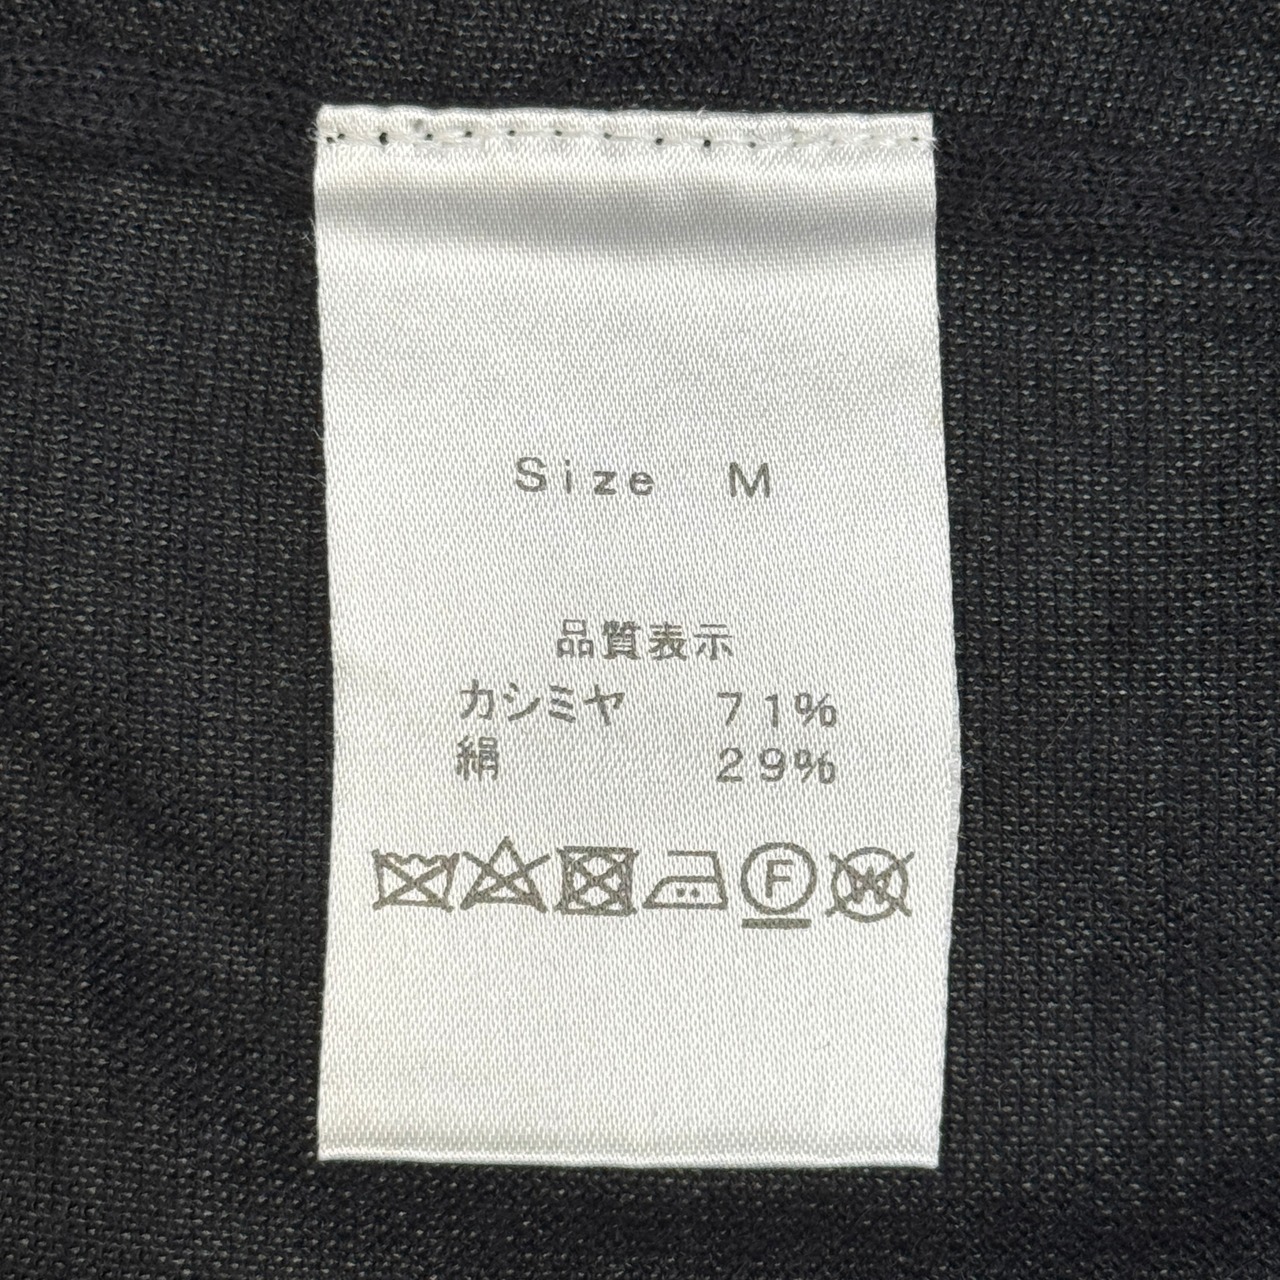 Size M
品質表示
カシミヤ 71%
絹 29%
F
W